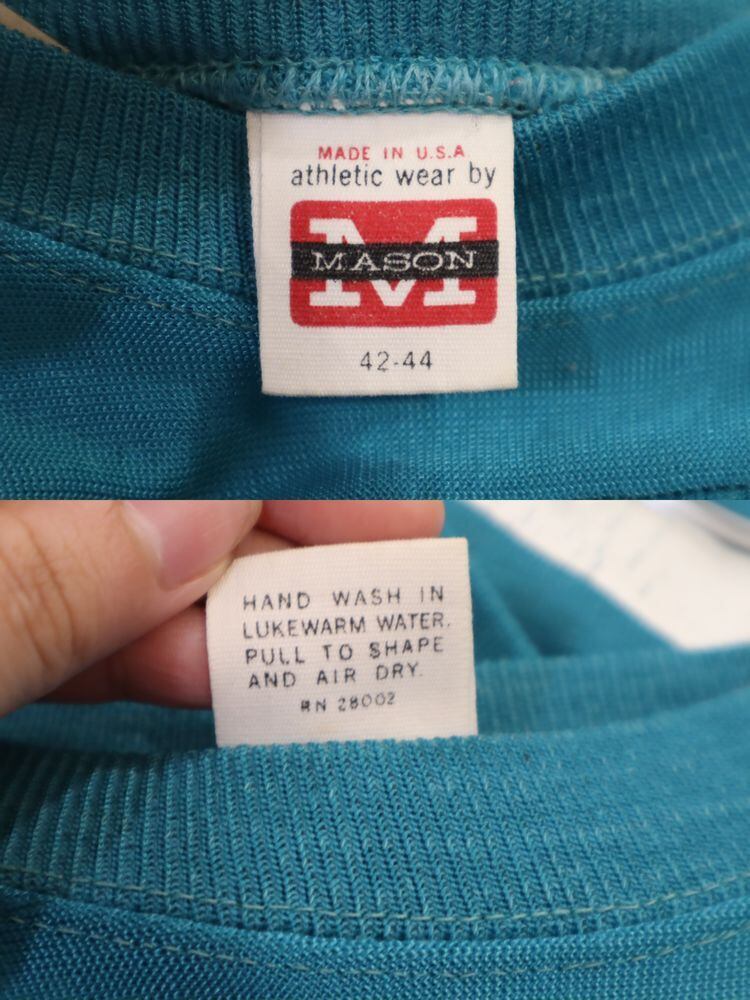 MADE IN U.S.A
athletic wear by
M
MASON
42-44
HAND WASH IN
LUKEWARM WATER.
PULL TO SHAPE
AND AIR DRY.
RN 28002